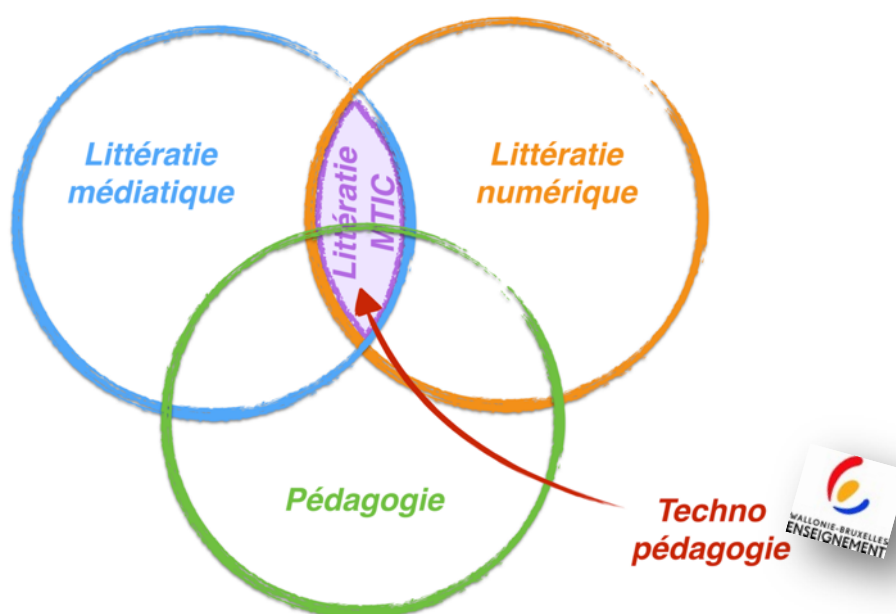 Littératie
médiatique
Littératie
MTIC
Littératie
numérique
Pédagogie
Techno
pédagogie
WALLONIE-BRUXELLES
ENSEIGNEMENT